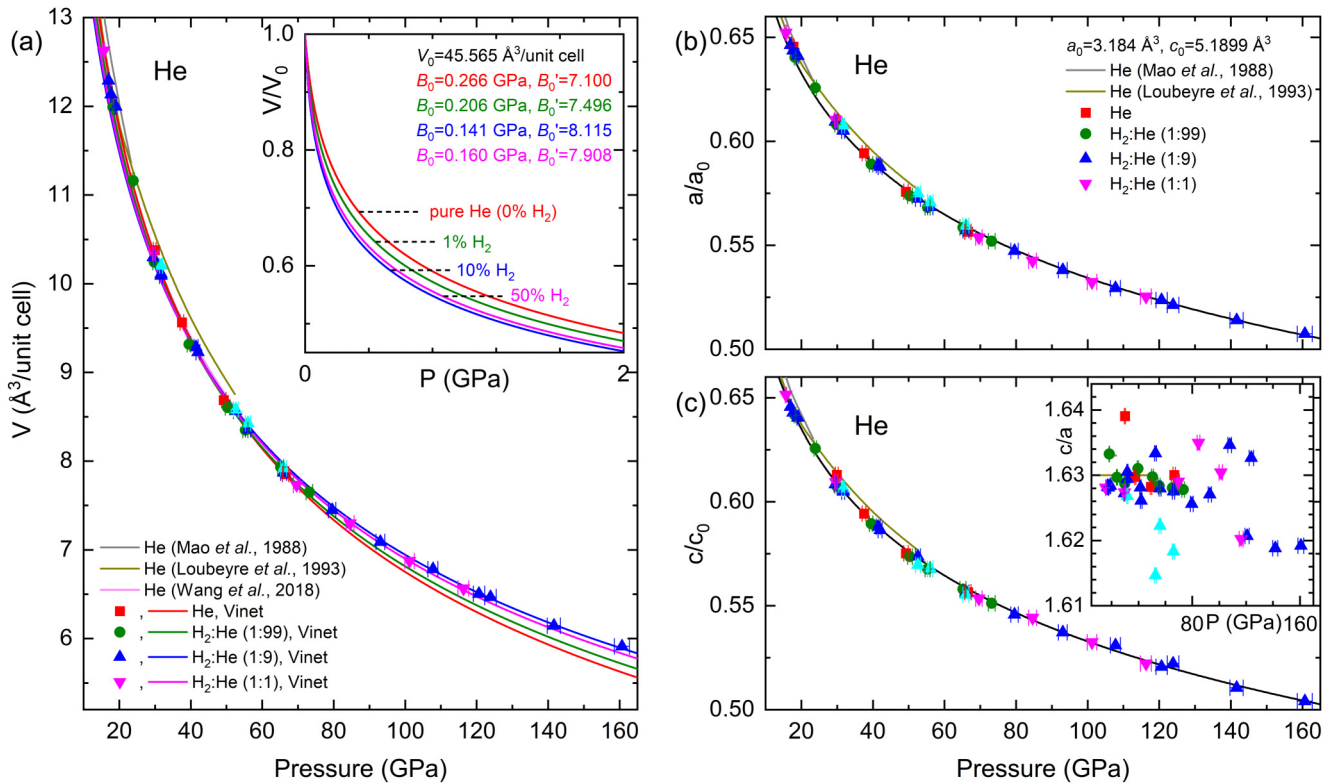 (a)
He
V (Å³/unit cell)
13
12
11
10
9
8
7
6
20
40
60
80
100
120
140
160
Pressure (GPa)
He (Mao et al., 1988)
He (Loubeyre et al., 1993)
He (Wang et al., 2018)
, He, Vinet
, H₂:He (1:99), Vinet
, H₂:He (1:9), Vinet
, H₂:He (1:1), Vinet
V/V₀
1.0
0.8
0.6
V₀=45.565 Å³/unit cell
B₀=0.266 GPa, B₀'=7.100
B₀=0.206 GPa, B₀'=7.496
B₀=0.141 GPa, B₀'=8.115
B₀=0.160 GPa, B₀'=7.908
pure He (0% H₂)
1% H₂
10% H₂
50% H₂
0
2
P (GPa)
(b)
He
a/a₀
0.65
0.60
0.55
0.50
a₀=3.184 Å³, c₀=5.1899 Å³
He (Mao et al., 1988)
He (Loubeyre et al., 1993)
He
H₂:He (1:99)
H₂:He (1:9)
H₂:He (1:1)
(c)
He
c/c₀
0.65
0.60
0.55
0.50
20
40
60
80
100
120
140
160
Pressure (GPa)
c/a
1.64
1.63
1.62
1.61
80 P (GPa) 160